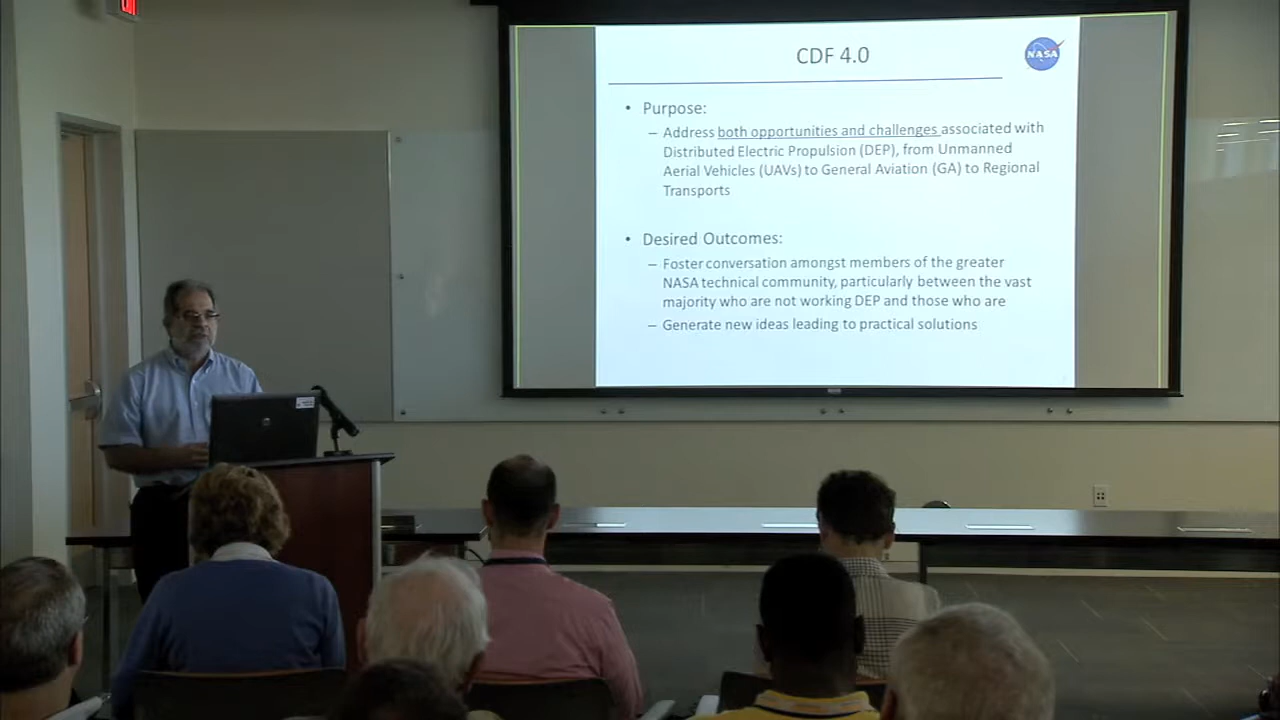 CDF 4.0
NASA
• Purpose:
– Address both opportunities and challenges associated with
Distributed Electric Propulsion (DEP), from Unmanned
Aerial Vehicles (UAVs) to General Aviation (GA) to Regional
Transports
• Desired Outcomes:
– Foster conversation amongst members of the greater
NASA technical community, particularly between the vast
majority who are not working DEP and those who are
– Generate new ideas leading to practical solutions